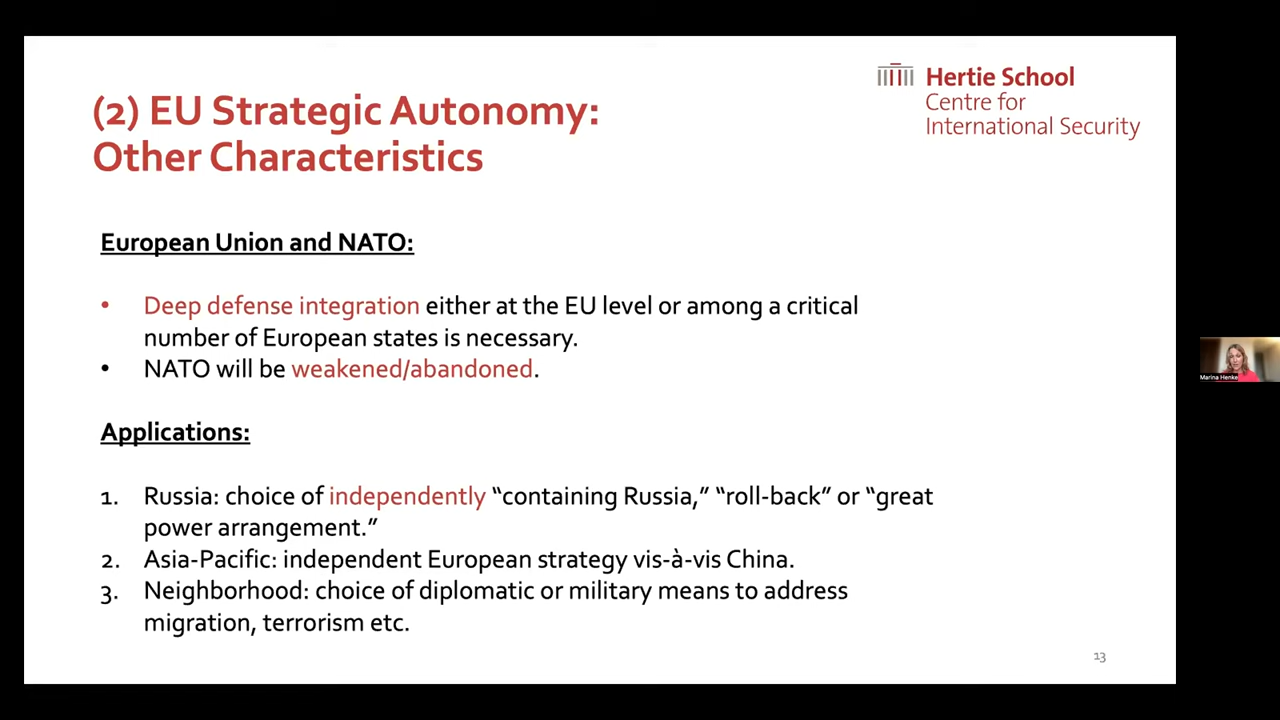 (2) EU Strategic Autonomy:
Other Characteristics
Hertie School
Centre for
International Security
European Union and NATO:
• Deep defense integration either at the EU level or among a critical
number of European states is necessary.
• NATO will be weakened/abandoned.
Applications:
1. Russia: choice of independently “containing Russia,” “roll-back” or “great
power arrangement.”
2. Asia-Pacific: independent European strategy vis-à-vis China.
3. Neighborhood: choice of diplomatic or military means to address
migration, terrorism etc.
13
Marina Henke